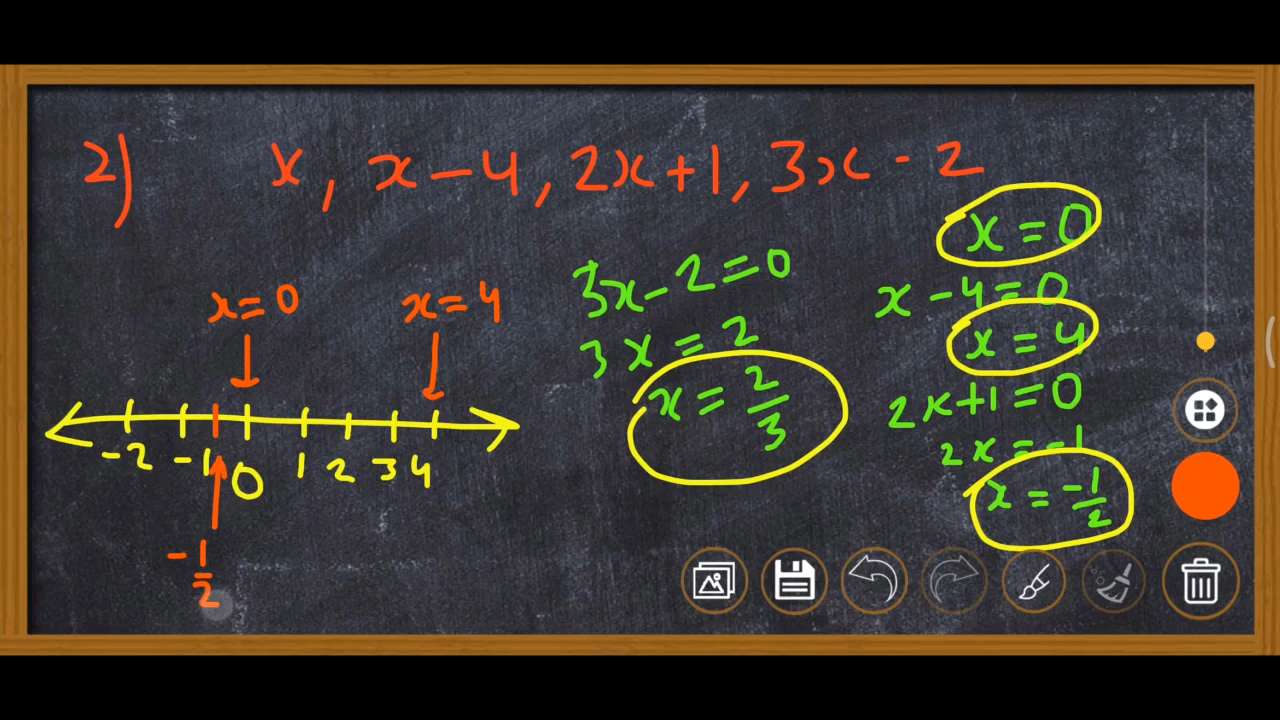 2) x, x-4, 2x+1, 3x-2
x=0
3x-2=0
x-4=0
x=0 x=4
3x=2
x=4
x=2/3
2x+1=0
2x=-1
x=-1/2
-2 -1 0 1 2 3 4
-1/2